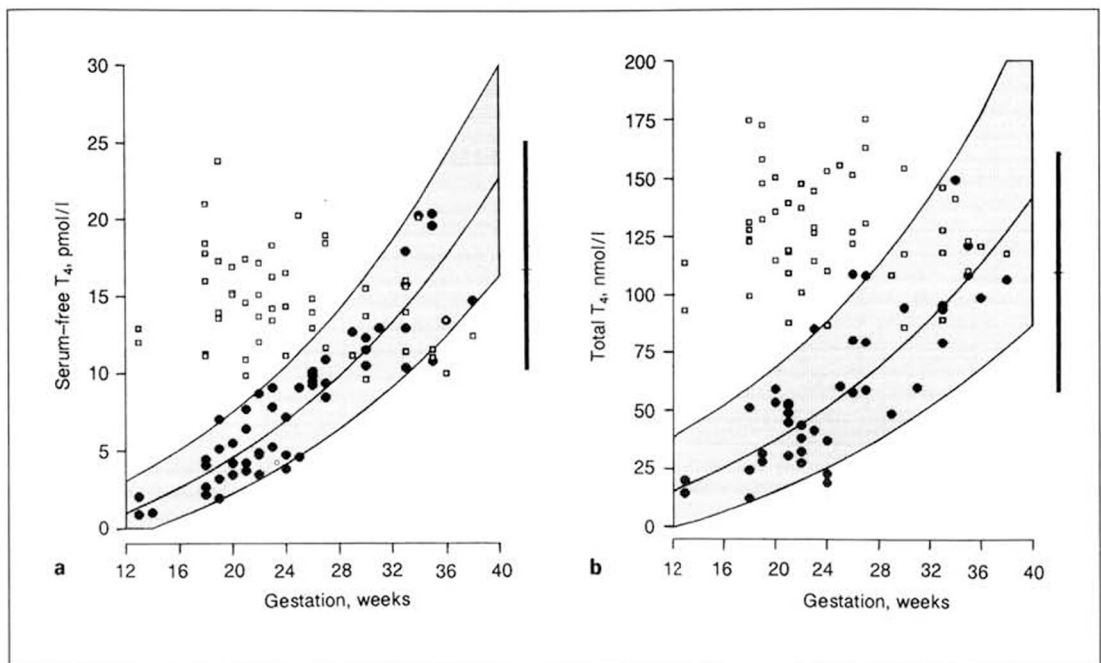 30
25
20
15
10
5
0
Serum–free T₄, pmol/l
12 16 20 24 28 32 36 40
Gestation, weeks
a
200
175
150
125
100
75
50
25
0
Total T₄, nmol/l
12 16 20 24 28 32 36 40
Gestation, weeks
b